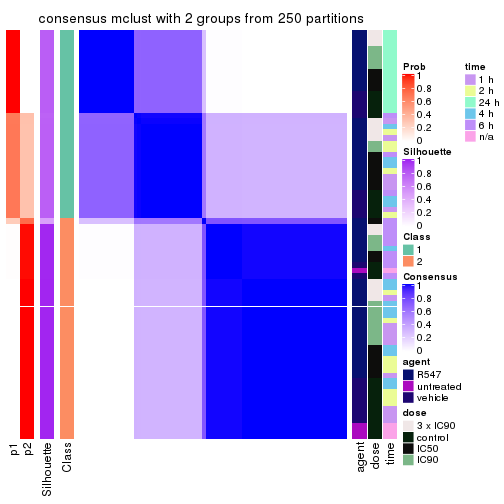 consensus mclust with 2 groups from 250 partitions
Prob
1
0.8
0.6
0.4
0.2
0
Silhouette
1
0.8
0.6
0.4
0.2
0
Class
1
2
Consensus
1
0.8
0.6
0.4
0.2
0
agent
R547
untreated
vehicle
dose
3 x IC90
control
IC50
IC90
time
1 h
2 h
24 h
4 h
6 h
n/a
p1
p2
Silhouette
Class
agent
dose
time